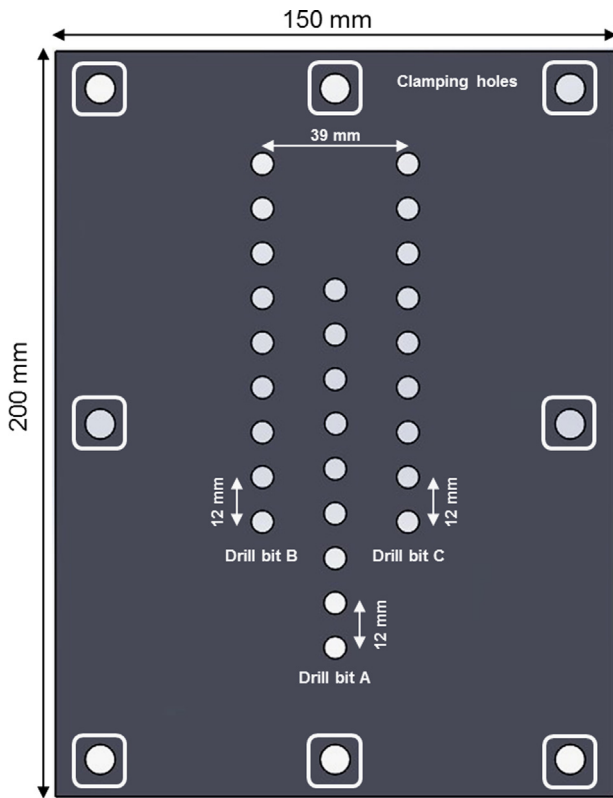 150 mm
Clamping holes
39 mm
200 mm
12 mm
12 mm
Drill bit B
Drill bit C
12 mm
Drill bit A